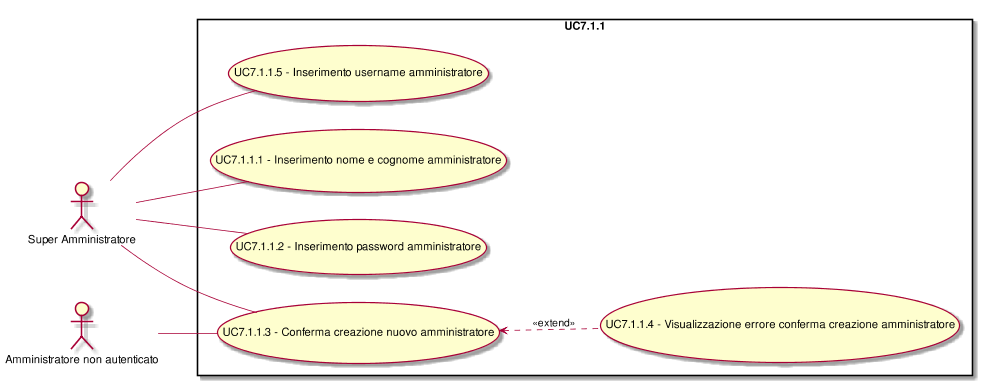 UC7.1.1
UC7.1.1.5 - Inserimento username amministratore
UC7.1.1.1 - Inserimento nome e cognome amministratore
Super Amministratore
UC7.1.1.2 - Inserimento password amministratore
Amministratore non autenticato
UC7.1.1.3 - Conferma creazione nuovo amministratore
«extend»
UC7.1.1.4 - Visualizzazione errore conferma creazione amministratore